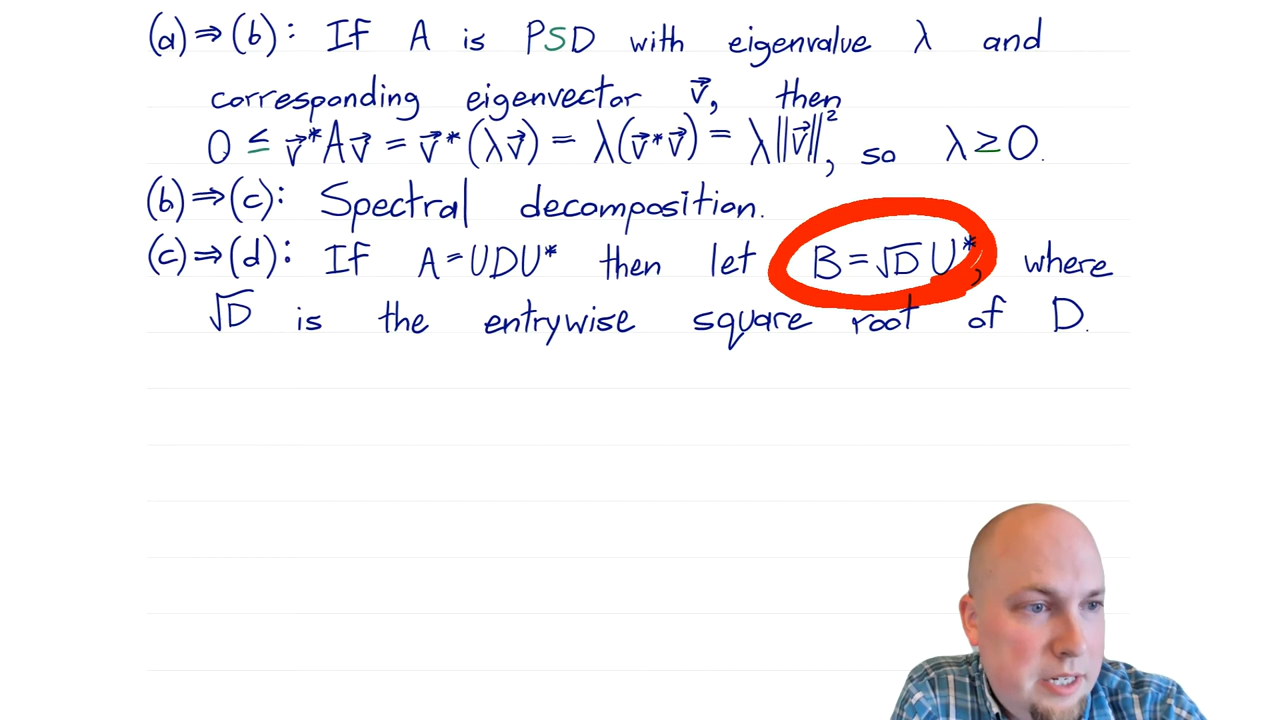 (a)⇒(b): If A is PSD with eigenvalue λ and
corresponding eigenvector v⃗, then
0 ≤ v⃗*Av⃗ = v⃗*(λv⃗) = λ(v⃗*v⃗) = λ||v⃗||², so λ≥0.
(b)⇒(c): Spectral decomposition.
(c)⇒(d): If A=UDU* then let B=√D U*, where
√D is the entrywise square root of D.